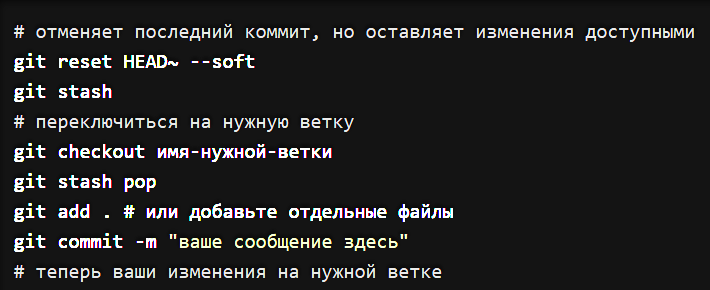 # отменяет последний коммит, но оставляет изменения доступными
git reset HEAD~ --soft
git stash
# переключиться на нужную ветку
git checkout имя-нужной-ветки
git stash pop
git add . # или добавьте отдельные файлы
git commit -m "ваше сообщение здесь"
# теперь ваши изменения на нужной ветке